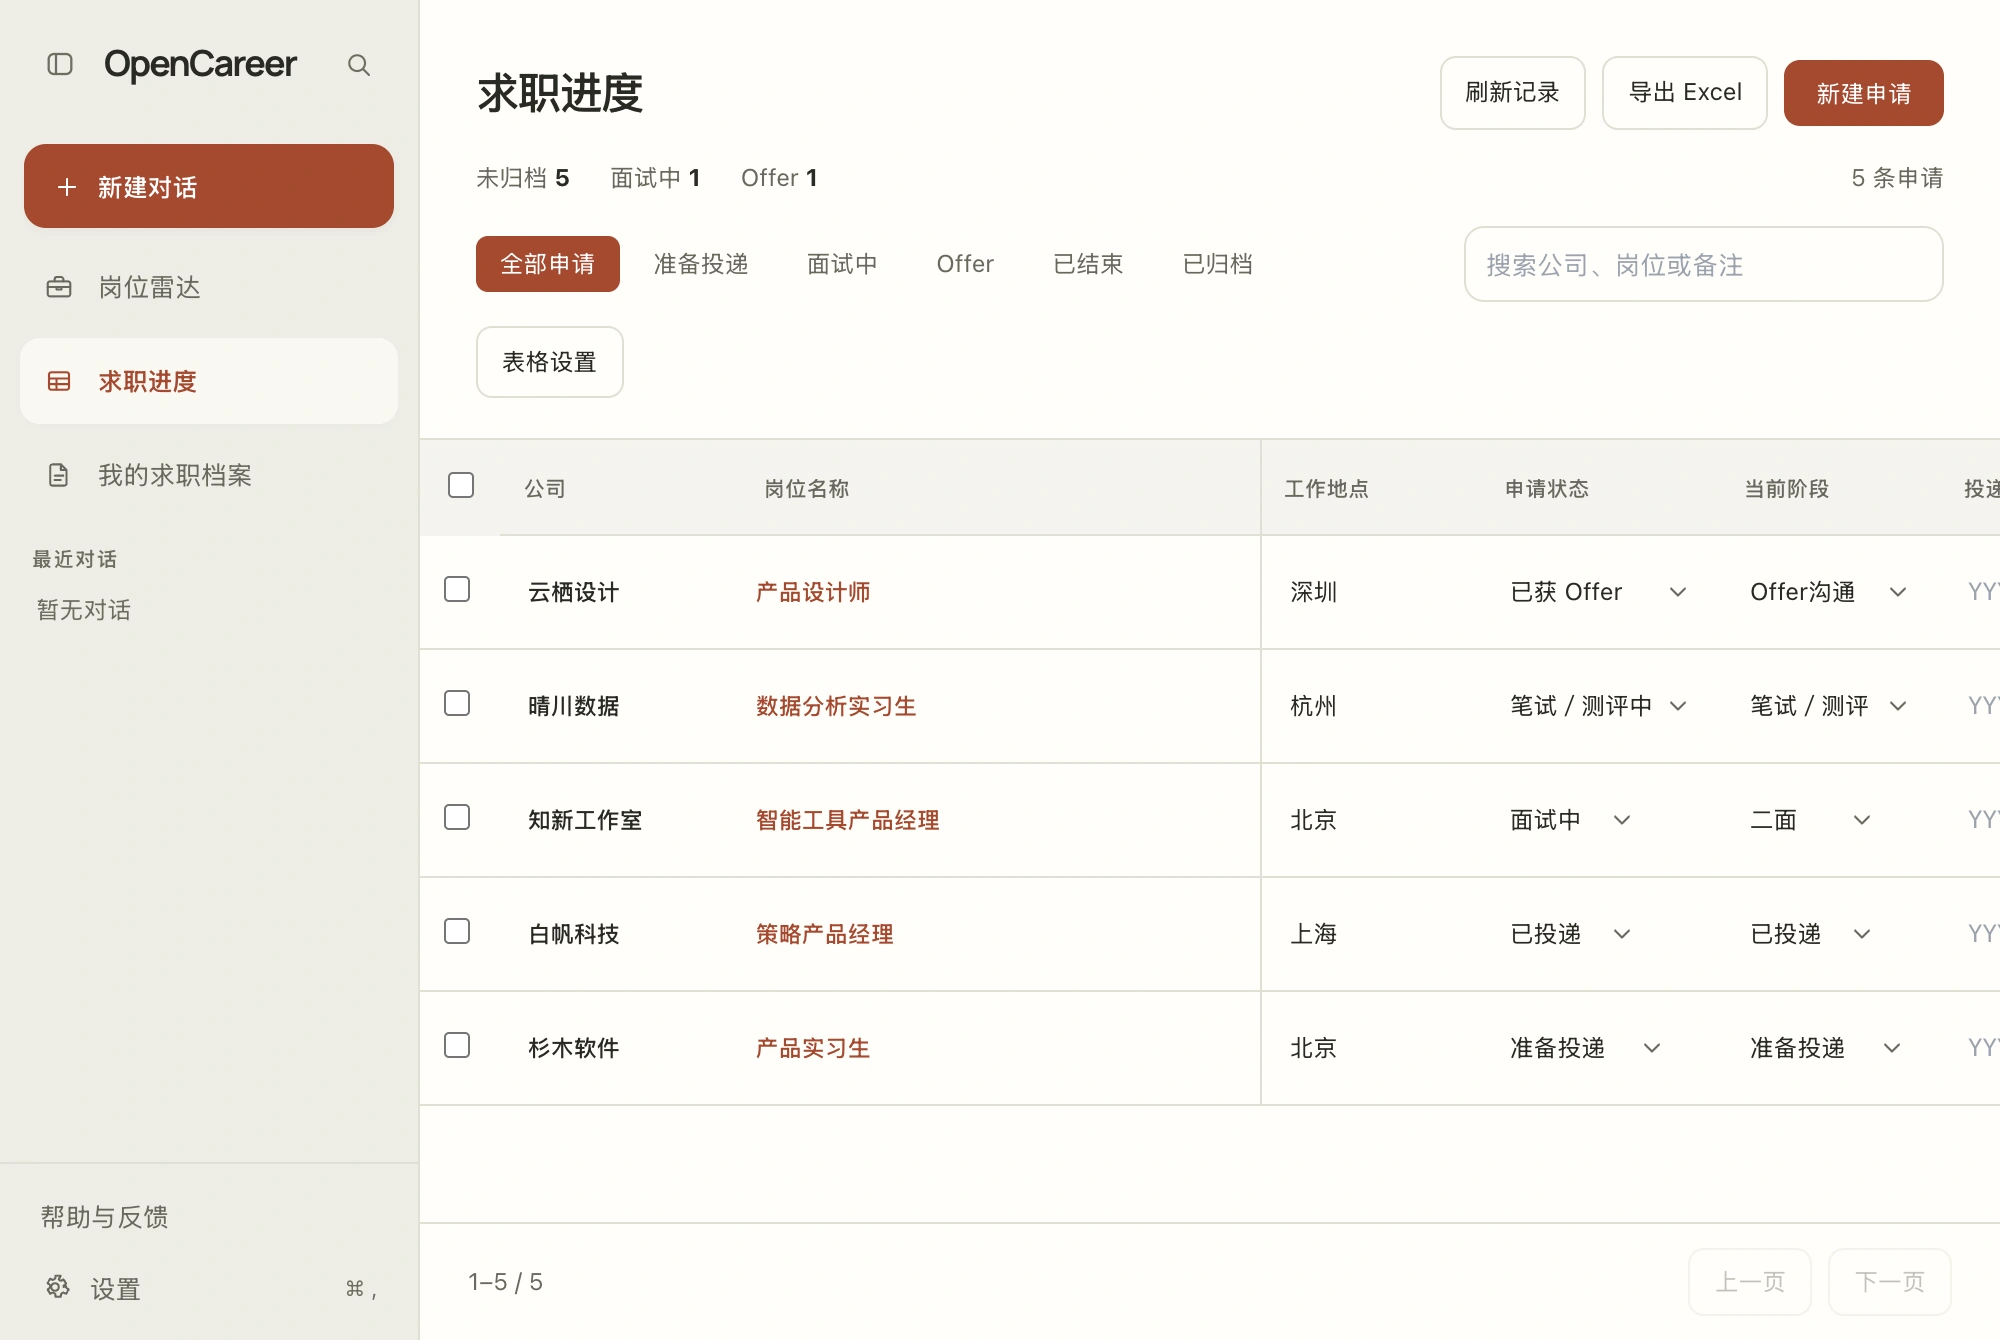 OpenCareer
新建对话
岗位雷达
求职进度
我的求职档案
最近对话
暂无对话
帮助与反馈
设置 ⌘ ,
求职进度
刷新记录 导出 Excel 新建申请
未归档 5 面试中 1 Offer 1 5 条申请
全部申请 准备投递 面试中 Offer 已结束 已归档 搜索公司、岗位或备注
表格设置
公司 岗位名称 工作地点 申请状态 当前阶段 投递
云栖设计 产品设计师 深圳 已获 Offer Offer沟通 YY
晴川数据 数据分析实习生 杭州 笔试 / 测评中 笔试 / 测评 YY
知新工作室 智能工具产品经理 北京 面试中 二面 YY
白帆科技 策略产品经理 上海 已投递 已投递 YY
杉木软件 产品实习生 北京 准备投递 准备投递 YY
1–5 / 5 上一页 下一页